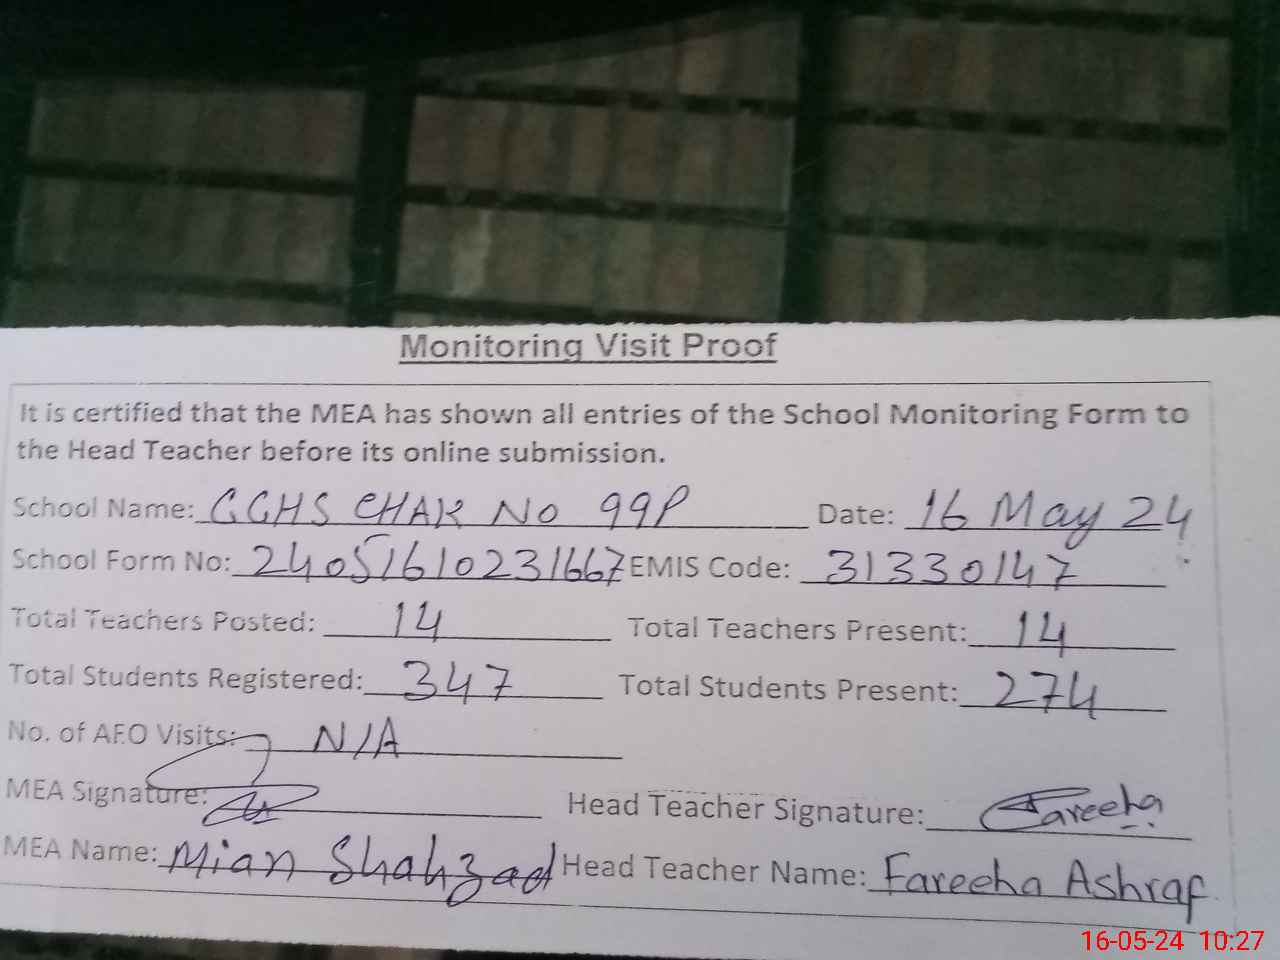 Monitoring Visit Proof
It is certified that the MEA has shown all entries of the School Monitoring Form to
the Head Teacher before its online submission.
School Name: GGHS CHAK NO 99P Date: 16 May 24
School Form No: 24051610231667 EMIS Code: 31330147
Total Teachers Posted: 14 Total Teachers Present: 14
Total Students Registered: 347 Total Students Present: 274
No. of AEO Visits: N/A
MEA Signature: Head Teacher Signature: Fareeha
MEA Name: Mian Shahzad Head Teacher Name: Fareeha Ashraf
16-05-24 10:27